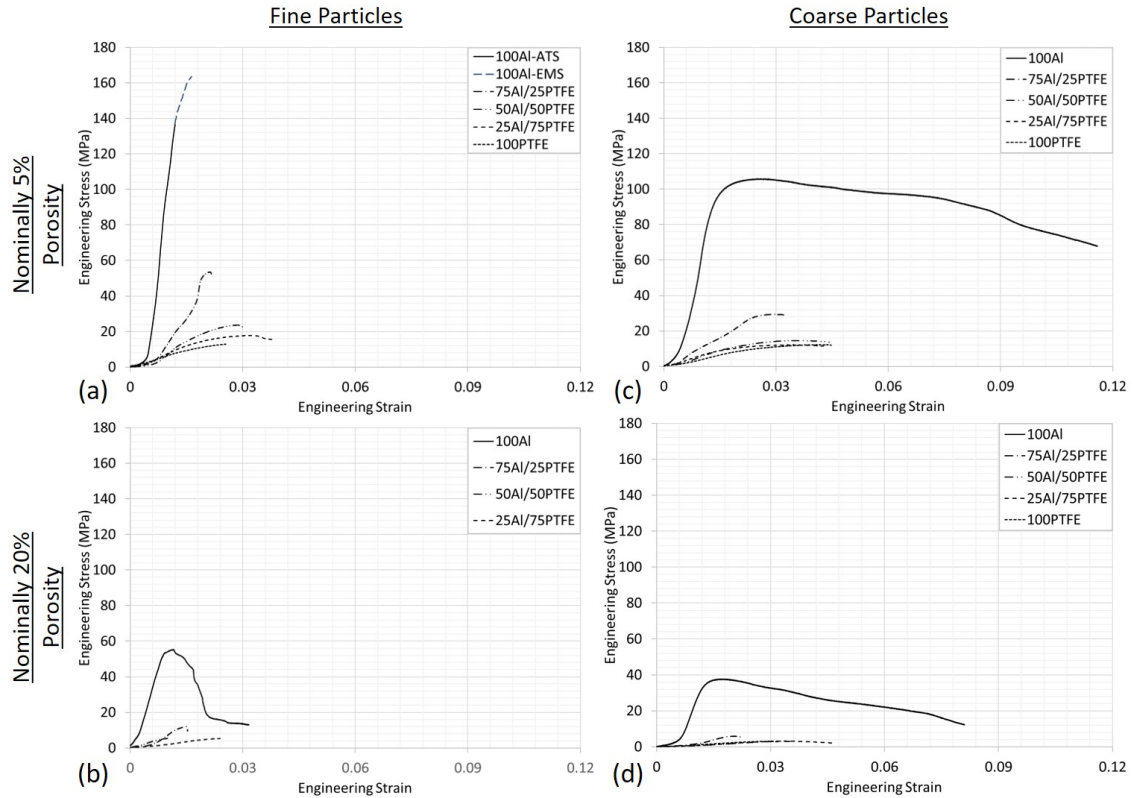 Fine Particles
Coarse Particles
Nominally 5%
Porosity
Engineering Stress (MPa)
180
160
140
120
100
80
60
40
20
0
100Al-ATS
100Al-EMS
75Al/25PTFE
50Al/50PTFE
25Al/75PTFE
100PTFE
0
0.03
0.06
0.09
0.12
Engineering Strain
(a)
Engineering Stress (MPa)
180
160
140
120
100
80
60
40
20
0
100Al
75Al/25PTFE
50Al/50PTFE
25Al/75PTFE
100PTFE
0
0.03
0.06
0.09
0.12
Engineering Strain
(c)
Nominally 20%
Porosity
Engineering Stress (MPa)
180
160
140
120
100
80
60
40
20
0
100Al
75Al/25PTFE
50Al/50PTFE
25Al/75PTFE
0
0.03
0.06
0.09
0.12
Engineering Strain
(b)
Engineering Stress (MPa)
180
160
140
120
100
80
60
40
20
0
100Al
75Al/25PTFE
50Al/50PTFE
25Al/75PTFE
100PTFE
0
0.03
0.06
0.09
0.12
Engineering Strain
(d)